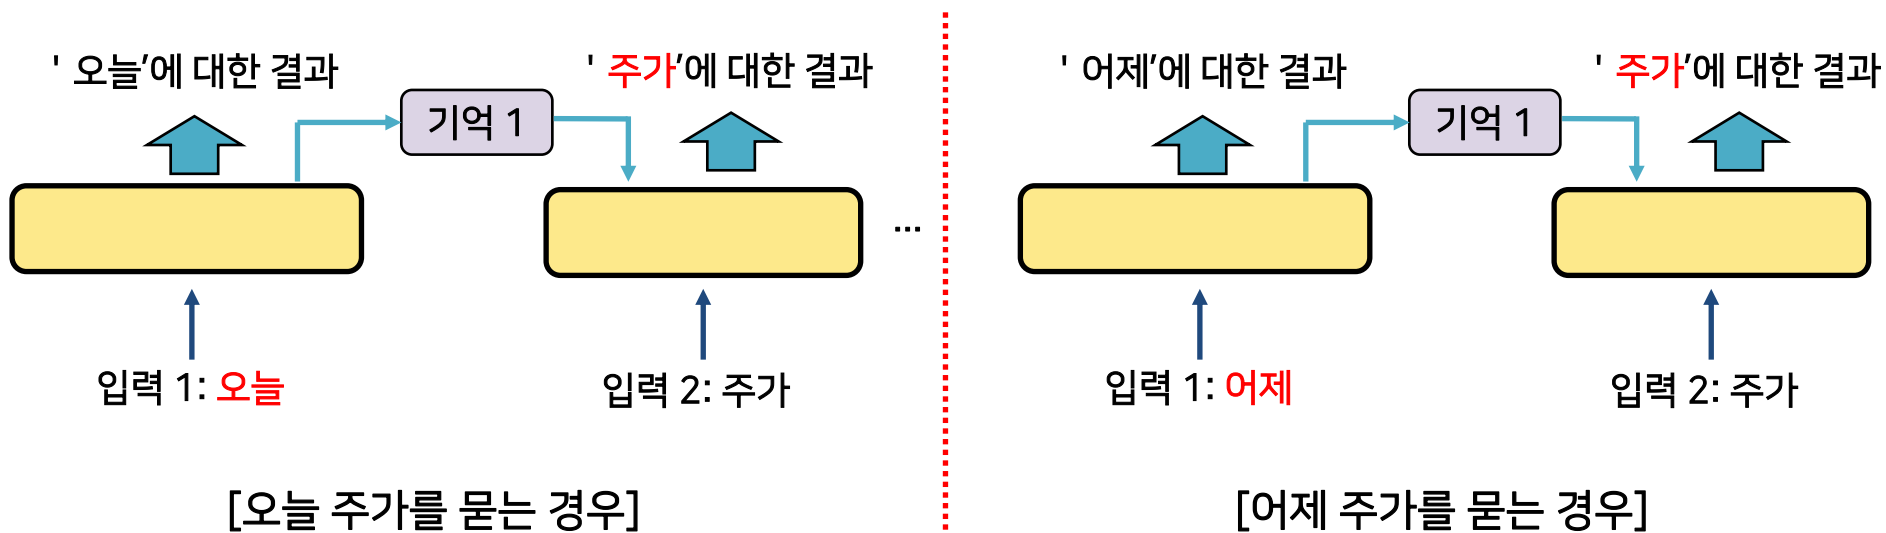 ' 오늘’에 대한 결과
' 주가’에 대한 결과
기억 1
입력 1: 오늘
입력 2: 주가
...
[오늘 주가를 묻는 경우]
' 어제’에 대한 결과
' 주가’에 대한 결과
기억 1
입력 1: 어제
입력 2: 주가
[어제 주가를 묻는 경우]